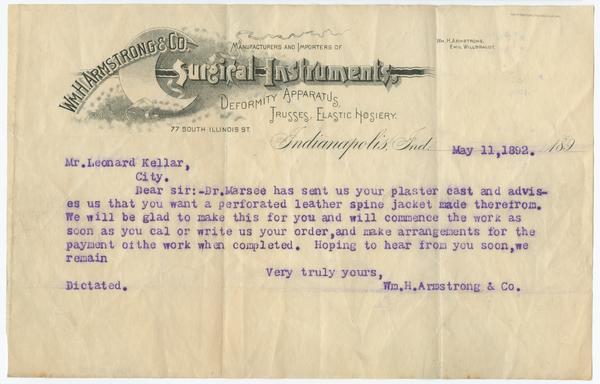 Wm. H. Armstrong & Co.
Manufacturers and Importers of
Surgical Instruments,
Deformity Apparatus,
Trusses, Elastic Hosiery.
77 South Illinois St.
Wm. H. Armstrong,
Emil Willbrandt.
Indianapolis, Ind. May 11,1892. 189
Mr.Leonard Kellar,
City.
Dear sir:-Dr.Marsee has sent us your plaster cast and advis-
es us that you want a perforated leather spine jacket made therefrom.
We will be glad to make this for you and will commence the work as
soon as you cal or write us your order,and make arrangements for the
payment ofthe work when completed. Hoping to hear from you soon,we
remain
Very truly yours,
Dictated. Wm.H.Armstrong & Co.